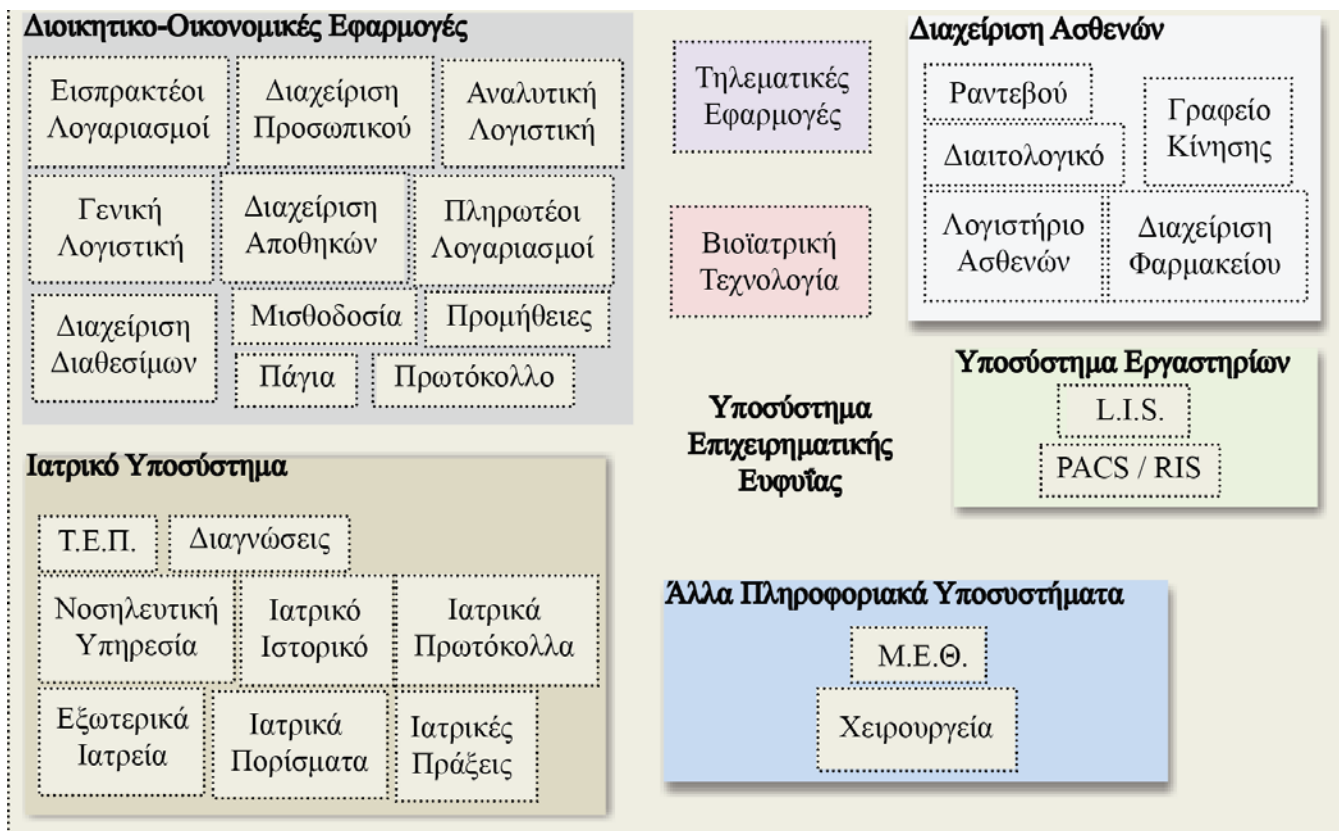 Διοικητικο-Οικονομικές Εφαρμογές
Εισπρακτέοι
Λογαριασμοί
Διαχείριση
Προσωπικού
Αναλυτική
Λογιστική
Γενική
Λογιστική
Διαχείριση
Αποθηκών
Πληρωτέοι
Λογαριασμοί
Διαχείριση
Διαθεσίμων
Μισθοδοσία
Προμήθειες
Πάγια
Πρωτόκολλο
Τηλεματικές
Εφαρμογές
Βιοϊατρική
Τεχνολογία
Διαχείριση Ασθενών
Ραντεβού
Γραφείο
Κίνησης
Διαιτολογικό
Λογιστήριο
Ασθενών
Διαχείριση
Φαρμακείου
Υποσύστημα
Επιχειρηματικής
Ευφυΐας
Υποσύστημα Εργαστηρίων
L.I.S.
PACS / RIS
Ιατρικό Υποσύστημα
Τ.Ε.Π.
Διαγνώσεις
Νοσηλευτική
Υπηρεσία
Ιατρικό
Ιστορικό
Ιατρικά
Πρωτόκολλα
Εξωτερικά
Ιατρεία
Ιατρικά
Πορίσματα
Ιατρικές
Πράξεις
Άλλα Πληροφοριακά Υποσυστήματα
Μ.Ε.Θ.
Χειρουργεία